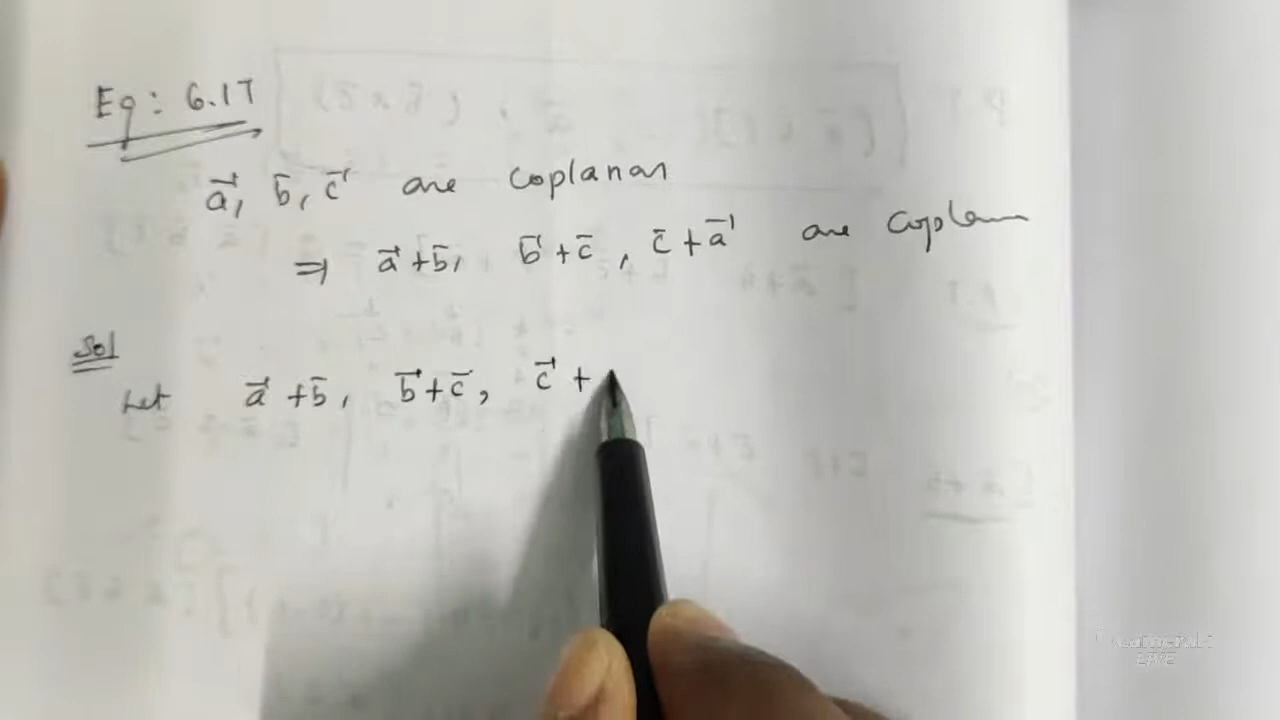 Eg: 6.17
a⃗, b̄, c⃗ are coplanar
⇒ a⃗ + b̄, b⃗ + c̄, c̄ + a⃗ are coplanar
Sol
Let a⃗ + b̄, b⃗ + c̄, c⃗ +